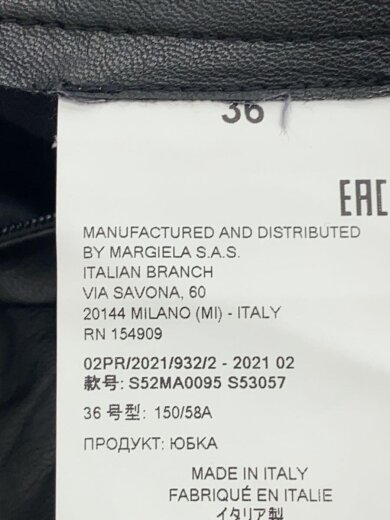 36
EAC
MANUFACTURED AND DISTRIBUTED
BY MARGIELA S.A.S.
ITALIAN BRANCH
VIA SAVONA, 60
20144 MILANO (MI) - ITALY
RN 154909
02PR/2021/932/2 - 2021 02
款号: S52MA0095 S53057
36 号型: 150/58A
ПРОДУКТ: ЮБКА
MADE IN ITALY
FABRIQUÉ EN ITALIE
イタリア製